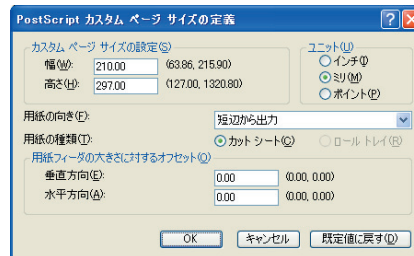 PostScript カスタム ページ サイズの定義
カスタム ページ サイズの設定(S)
幅(W): 210.00 (63.86, 215.90)
高さ(H): 297.00 (127.00, 1320.80)
ユニット(U)
インチ(I)
ミリ(M)
ポイント(P)
用紙の向き(F): 短辺から出力
用紙の種類(T): カット シート(C) ロール トレイ(R)
用紙フィーダの大きさに対するオフセット(O)
垂直方向(E): 0.00 (0.00, 0.00)
水平方向(A): 0.00 (0.00, 0.00)
OK キャンセル 既定値に戻す(D)